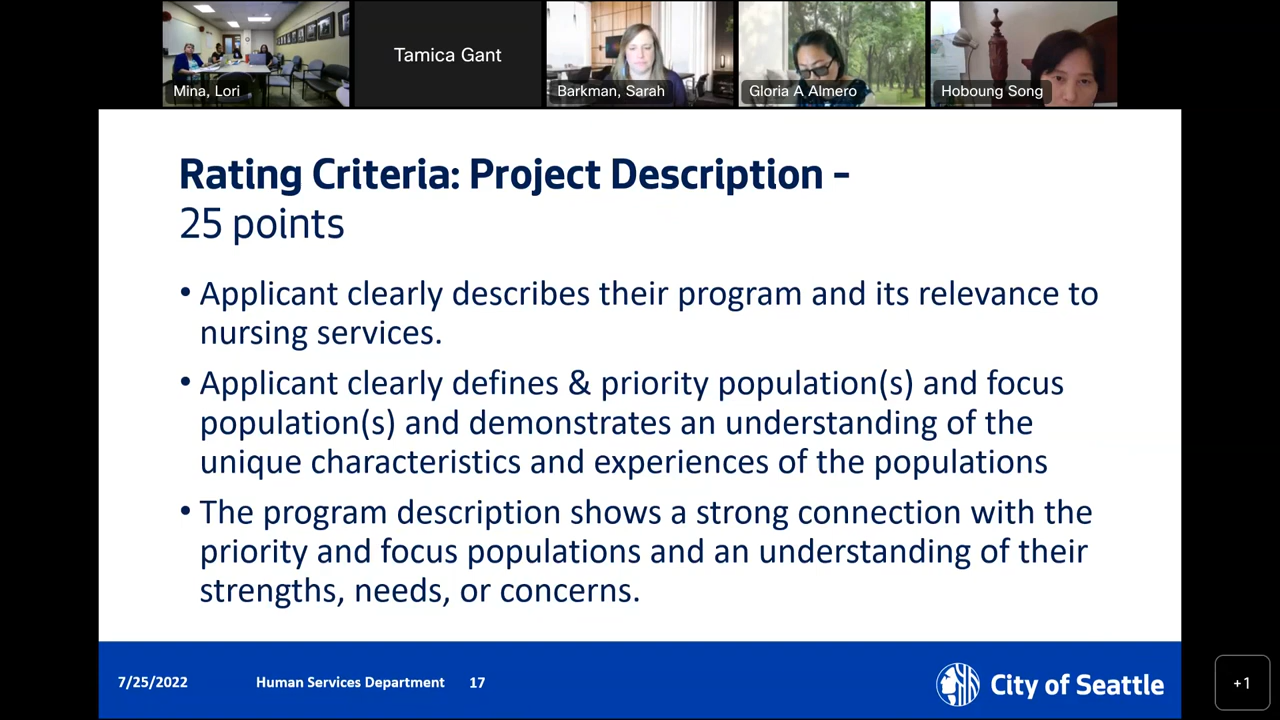 Mina, Lori
Tamica Gant
Barkman, Sarah
Gloria A Almero
Hoboung Song
Rating Criteria: Project Description –
25 points
• Applicant clearly describes their program and its relevance to
nursing services.
• Applicant clearly defines & priority population(s) and focus
population(s) and demonstrates an understanding of the
unique characteristics and experiences of the populations
• The program description shows a strong connection with the
priority and focus populations and an understanding of their
strengths, needs, or concerns.
7/25/2022
Human Services Department
17
City of Seattle
+1